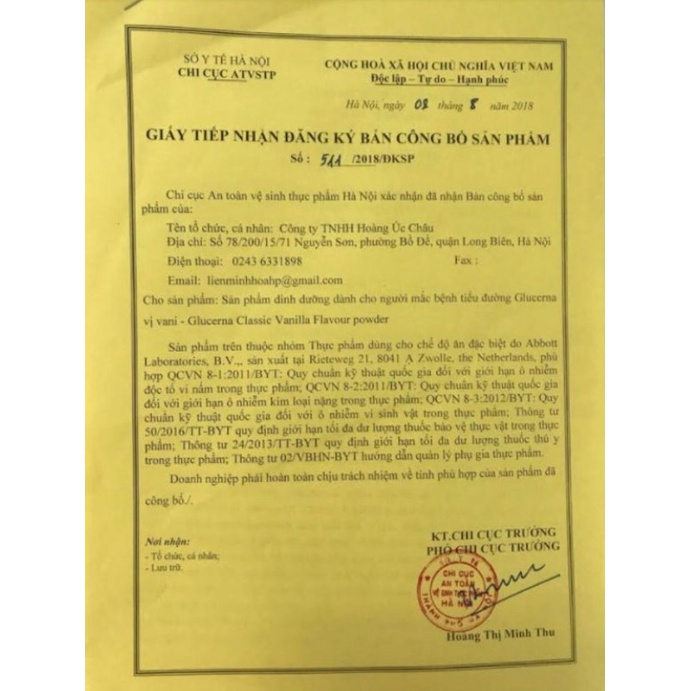 SỞ Y TẾ HÀ NỘI
CHI CỤC ATVSTP
CỘNG HOÀ XÃ HỘI CHỦ NGHĨA VIỆT NAM
Độc lập – Tự do – Hạnh phúc
Hà Nội, ngày 08 tháng 8 năm 2018
GIẤY TIẾP NHẬN ĐĂNG KÝ BẢN CÔNG BỐ SẢN PHẨM
Số : 511 /2018/ĐKSP
Chi cục An toàn vệ sinh thực phẩm Hà Nội xác nhận đã nhận Bản công bố sản
phẩm của:
Tên tổ chức, cá nhân: Công ty TNHH Hoàng Úc Châu
Địa chỉ: Số 78/200/15/71 Nguyễn Sơn, phường Bồ Đề, quận Long Biên, Hà Nội
Điện thoại: 0243 6331898 Fax :
Email: lienminhhoahp@gmail.com
Cho sản phẩm: Sản phẩm dinh dưỡng dành cho người mắc bệnh tiểu đường Glucerna
vị vani - Glucerna Classic Vanilla Flavour powder
Sản phẩm trên thuộc nhóm Thực phẩm dùng cho chế độ ăn đặc biệt do Abbott
Laboratories, B.V.,, sản xuất tại Rieteweg 21, 8041 A Zwolle, the Netherlands, phù
hợp QCVN 8-1:2011/BYT: Quy chuẩn kỹ thuật quốc gia đối với giới hạn ô nhiễm
độc tố vi nấm trong thực phẩm; QCVN 8-2:2011/BYT: Quy chuẩn kỹ thuật quốc gia
đối với giới hạn ô nhiễm kim loại nặng trong thực phẩm; QCVN 8-3:2012/BYT: Quy
chuẩn kỹ thuật quốc gia đối với ô nhiễm vi sinh vật trong thực phẩm; Thông tư
50/2016/TT-BYT quy định giới hạn tối đa dư lượng thuốc bảo vệ thực vật trong thực
phẩm; Thông tư 24/2013/TT-BYT quy định giới hạn tối đa dư lượng thuốc thú y
trong thực phẩm; Thông tư 02/VBHN-BYT hướng dẫn quản lý phụ gia thực phẩm.
Doanh nghiệp phải hoàn toàn chịu trách nhiệm về tính phù hợp của sản phẩm đã
công bố./.
Nơi nhận:
- Tổ chức, cá nhân;
- Lưu trữ.
KT.CHI CỤC TRƯỞNG
PHÓ CHI CỤC TRƯỞNG
CHI CỤC
AN TOÀN
VỆ SINH THỰC PHẨM
HÀ NỘI
Hoàng Thị Minh Thu